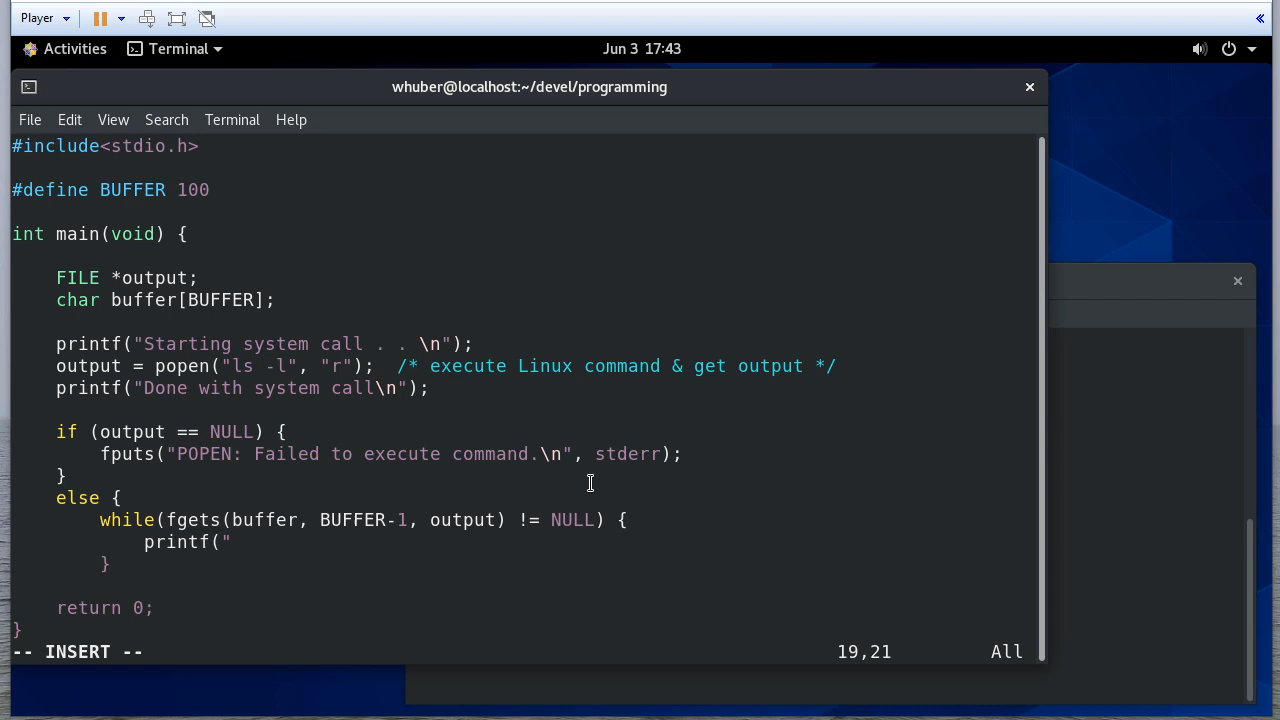 Player
Activities Terminal Jun 3 17:43
whuber@localhost:~/devel/programming
File Edit View Search Terminal Help
#include<stdio.h>
#define BUFFER 100
int main(void) {
FILE *output;
char buffer[BUFFER];
printf("Starting system call . . \n");
output = popen("ls -l", "r");  /* execute Linux command & get output */
printf("Done with system call\n");
if (output == NULL) {
fputs("POPEN: Failed to execute command.\n", stderr);
}
else {
while(fgets(buffer, BUFFER-1, output) != NULL) {
printf("
}
return 0;
}
-- INSERT -- 19,21 All